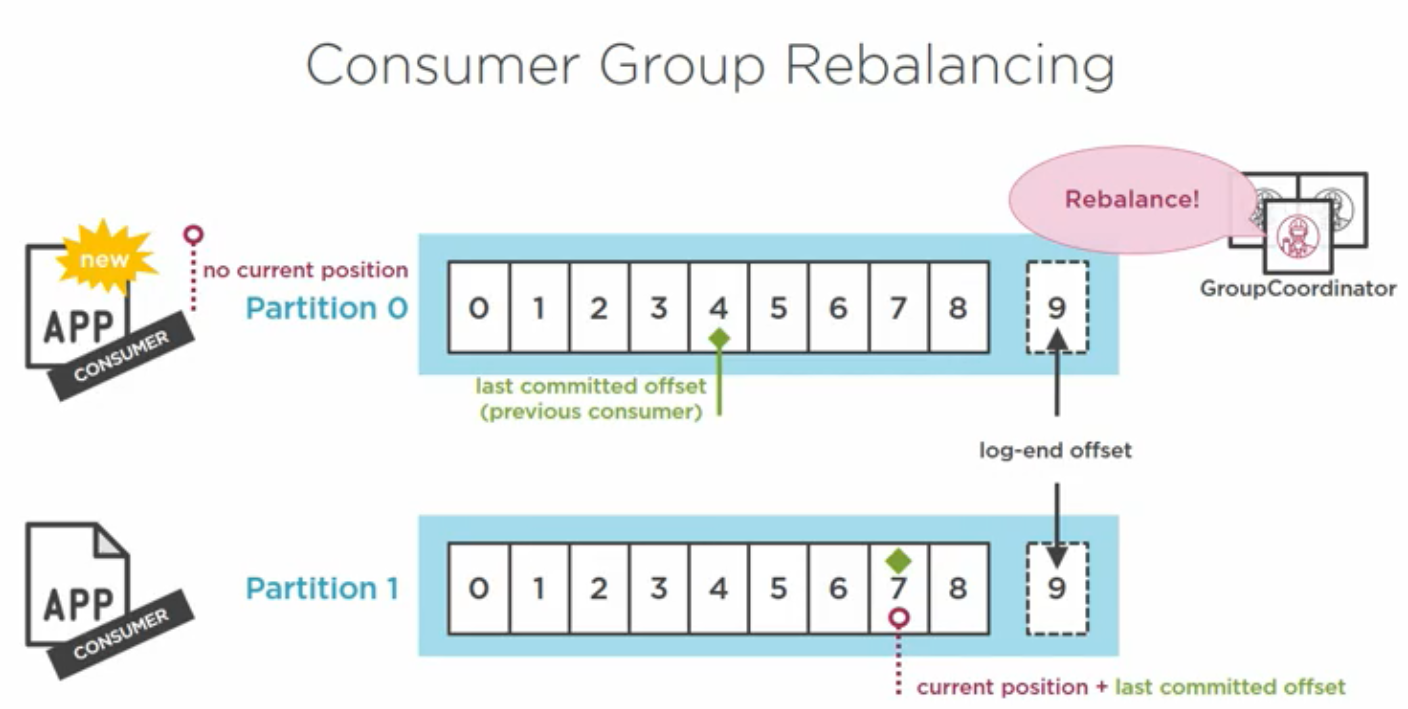 Consumer Group Rebalancing
Rebalance!
GroupCoordinator
new
APP
CONSUMER
no current position
Partition 0
0 1 2 3 4 5 6 7 8 9
last committed offset
(previous consumer)
log-end offset
APP
CONSUMER
Partition 1
0 1 2 3 4 5 6 7 8 9
current position + last committed offset